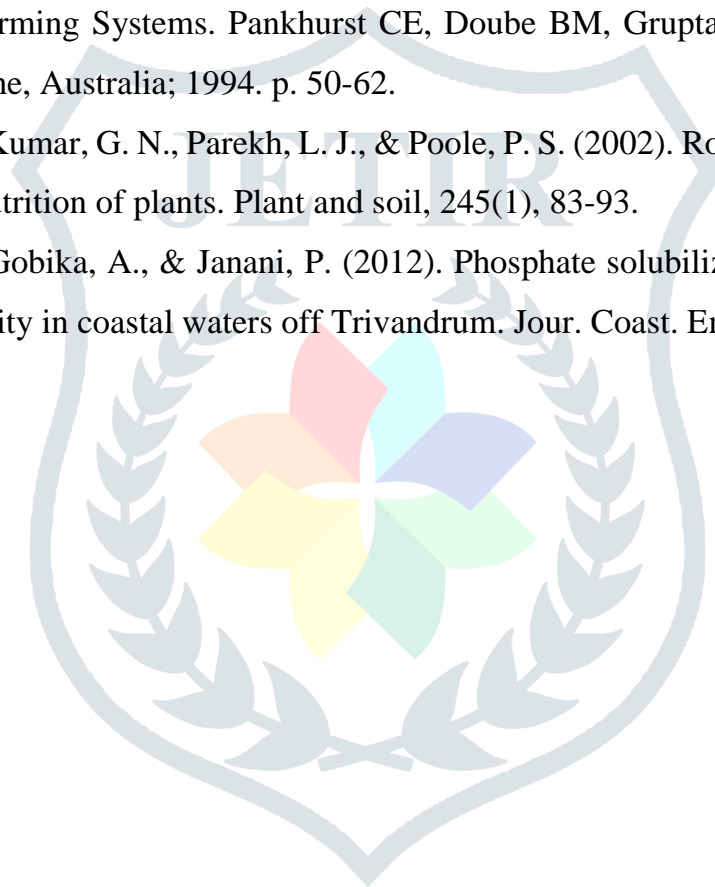 rming Systems. Pankhurst CE, Doube BM, Grupta
ne, Australia; 1994. p. 50-62.
Kumar, G. N., Parekh, L. J., & Poole, P. S. (2002). Ro
utrition of plants. Plant and soil, 245(1), 83-93.
Gobika, A., & Janani, P. (2012). Phosphate solubiliz
ity in coastal waters off Trivandrum. Jour. Coast. En
JETIR